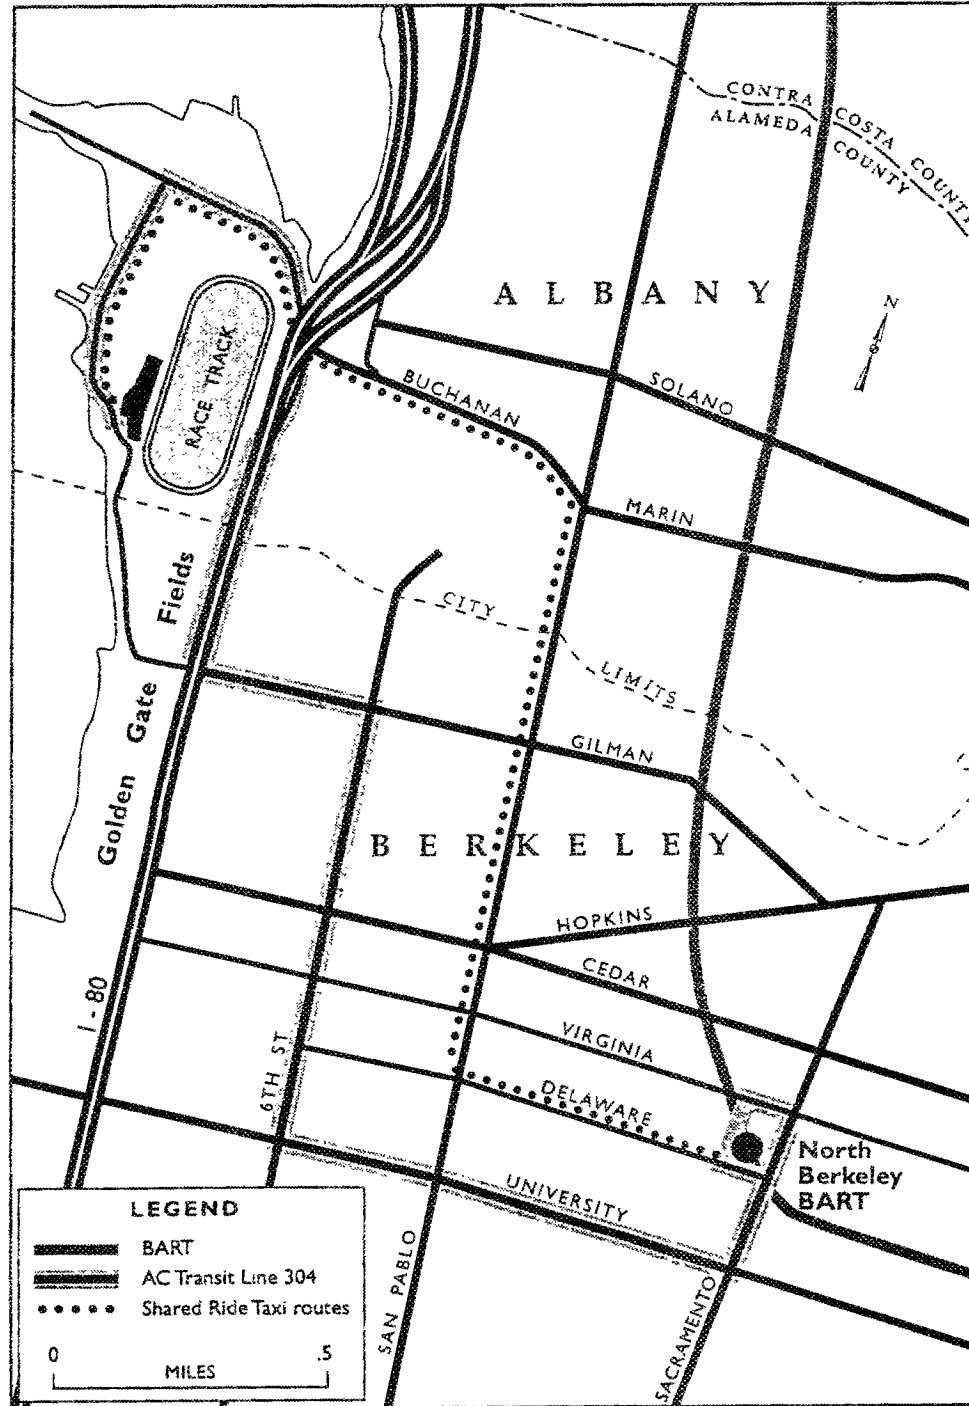 CONTRA COSTA COUNTY
ALAMEDA COUNTY
ALBANY
N
RACE TRACK
BUCHANAN
SOLANO
MARIN
CITY LIMITS
Golden Gate Fields
GILMAN
BERKELEY
HOPKINS
CEDAR
I-80
VIRGINIA
6TH ST
DELAWARE
North
Berkeley
BART
UNIVERSITY
SAN PABLO
SACRAMENTO
LEGEND
BART
AC Transit Line 304
Shared Ride Taxi routes
0 .5
MILES